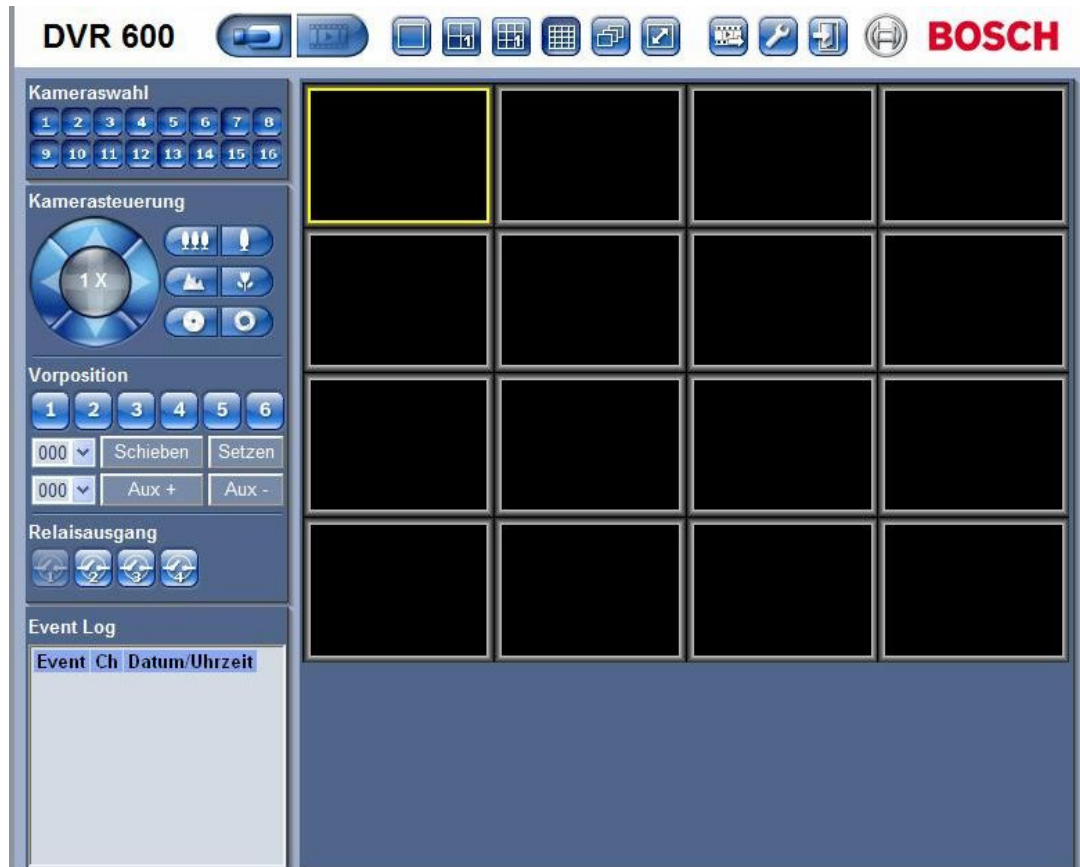 DVR 600
1 1
BOSCH
Kameraswahl
1 2 3 4 5 6 7 8
9 10 11 12 13 14 15 16
Kamerasteuerung
1 X
Vorposition
1 2 3 4 5 6
000 Schieben Setzen
000 Aux + Aux -
Relaisausgang
1 2 3 4
Event Log
Event Ch Datum/Uhrzeit